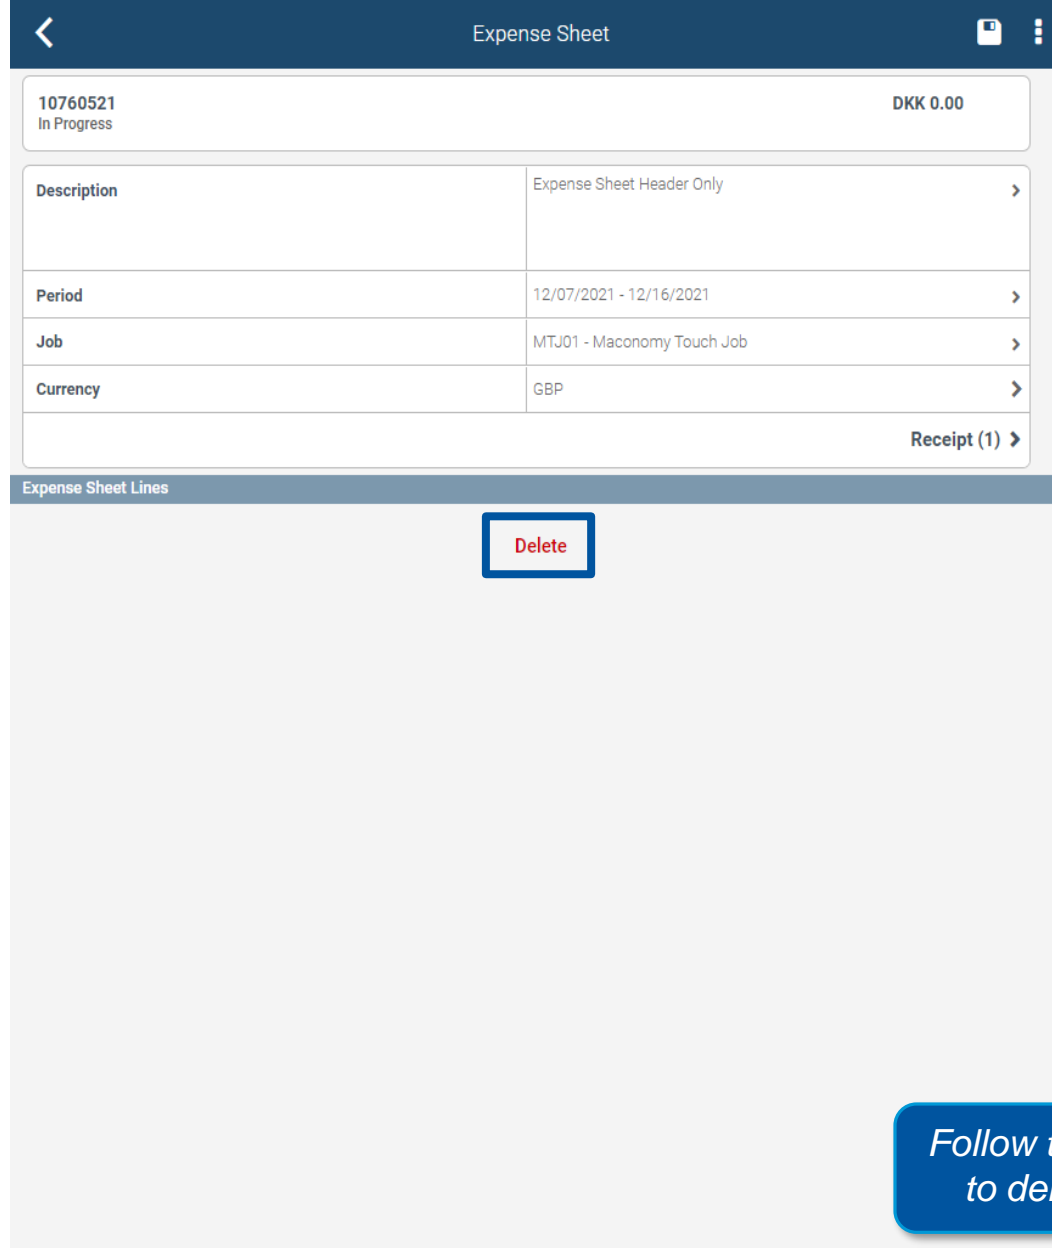 Expense Sheet
10760521 DKK 0.00
In Progress
Description Expense Sheet Header Only
Period 12/07/2021 - 12/16/2021
Job MTJ01 - Maconomy Touch Job
Currency GBP
Receipt (1)
Expense Sheet Lines
Delete
Follow
to